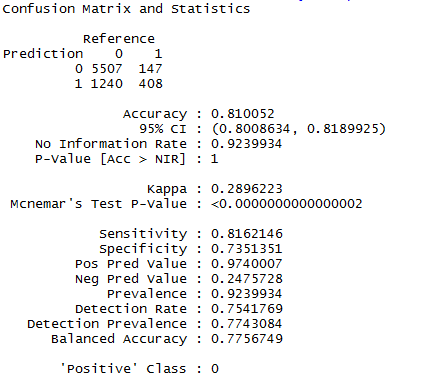 Confusion Matrix and Statistics
Reference
Prediction 0 1
0 5507 147
1 1240 408
Accuracy : 0.810052
95% CI : (0.8008634, 0.8189925)
No Information Rate : 0.9239934
P-Value [Acc > NIR] : 1
Kappa : 0.2896223
Mcnemar's Test P-Value : <0.0000000000000002
Sensitivity : 0.8162146
Specificity : 0.7351351
Pos Pred Value : 0.9740007
Neg Pred Value : 0.2475728
Prevalence : 0.9239934
Detection Rate : 0.7541769
Detection Prevalence : 0.7743084
Balanced Accuracy : 0.7756749
'Positive' Class : 0